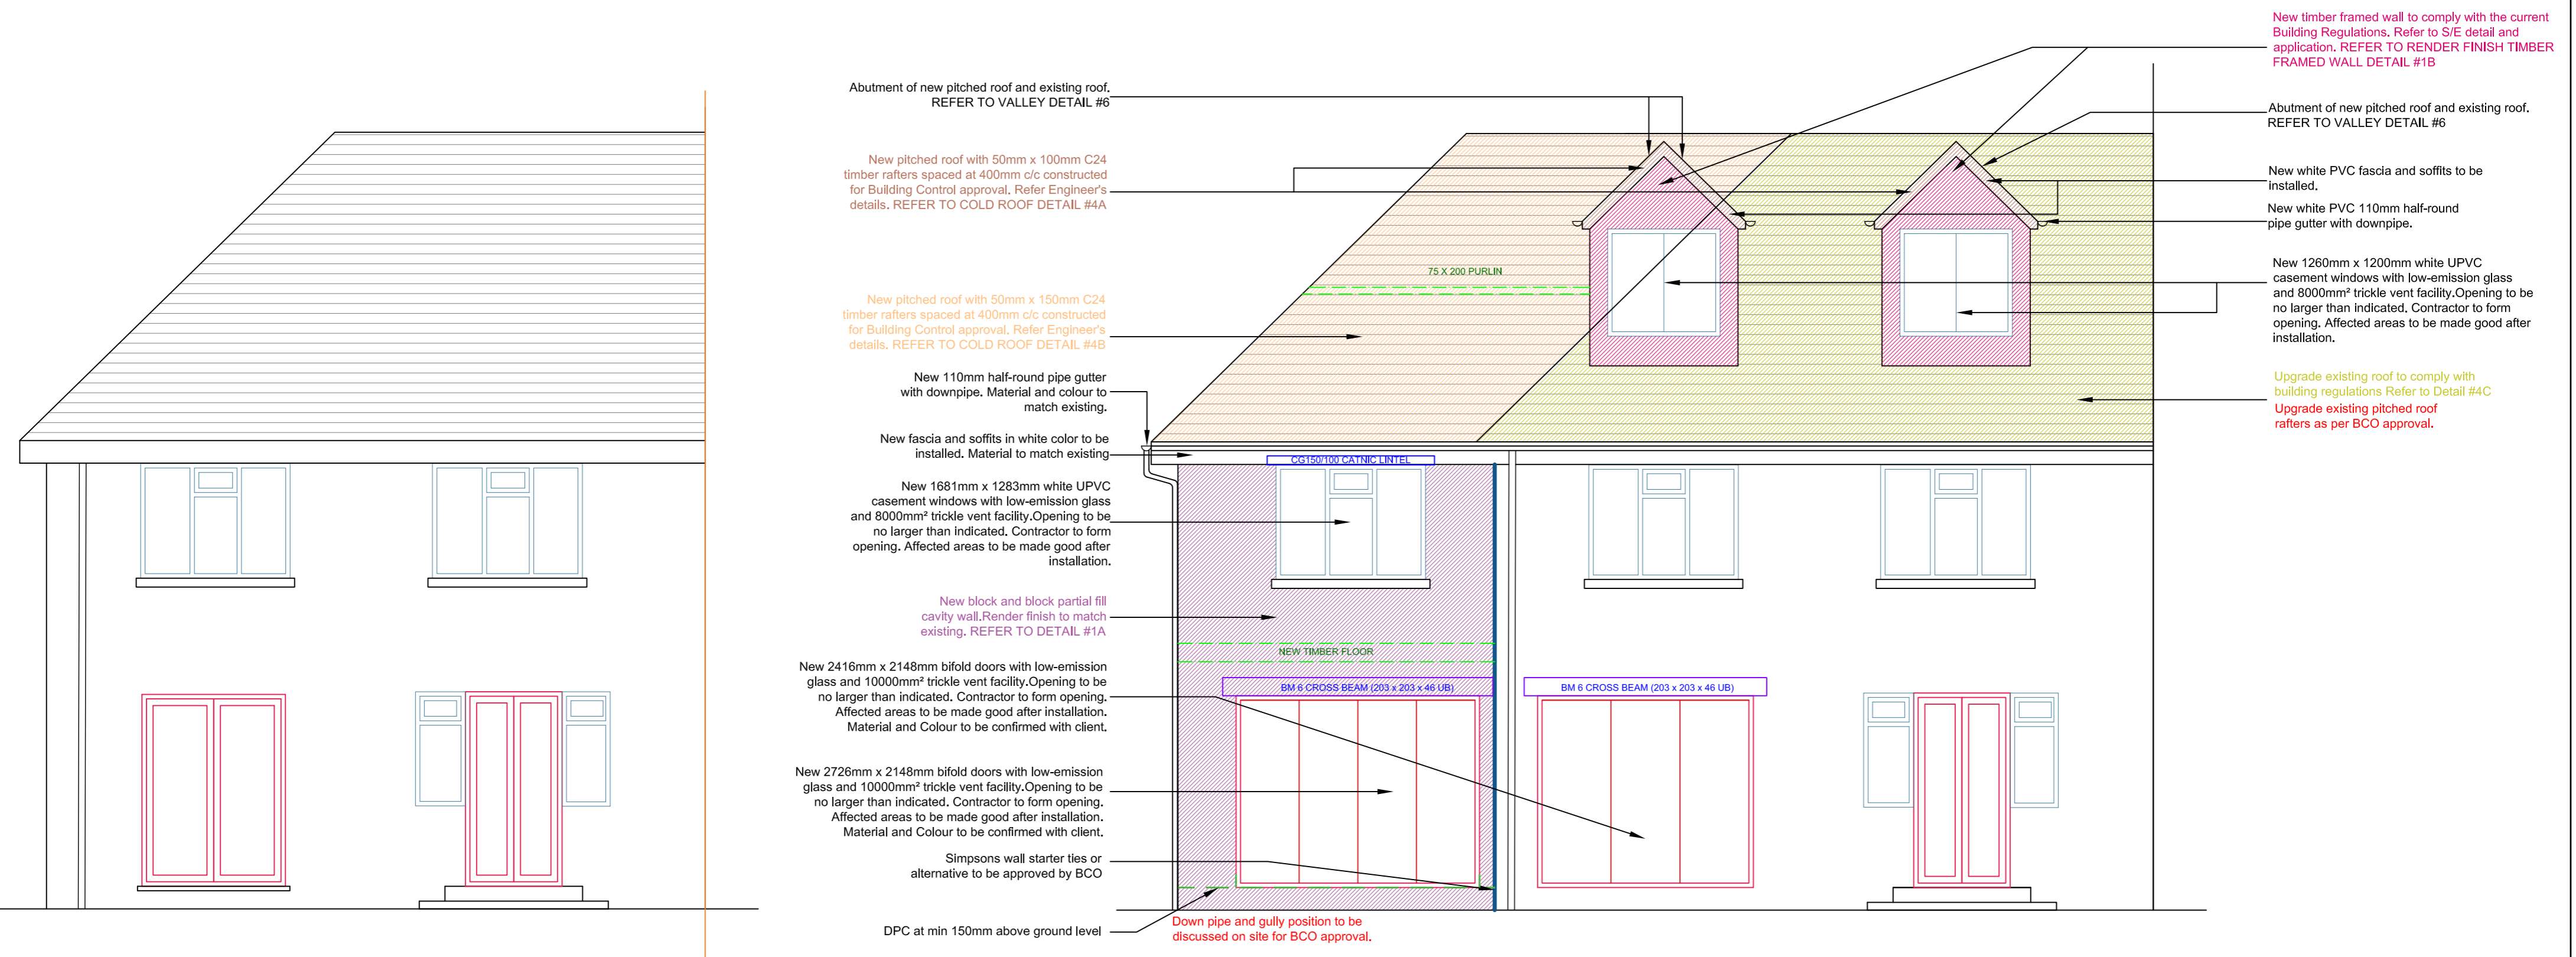 Abutment of new pitched roof and existing roof.
REFER TO VALLEY DETAIL #6
New pitched roof with 50mm x 100mm C24
timber rafters spaced at 400mm c/c constructed
for Building Control approval. Refer Engineer's
details. REFER TO COLD ROOF DETAIL #4A
New pitched roof with 50mm x 150mm C24
timber rafters spaced at 400mm c/c constructed
for Building Control approval. Refer Engineer's
details. REFER TO COLD ROOF DETAIL #4B
New 110mm half-round pipe gutter
with downpipe. Material and colour to
match existing.
New fascia and soffits in white color to be
installed. Material to match existing
New 1681mm x 1283mm white UPVC
casement windows with low-emission glass
and 8000mm² trickle vent facility.Opening to be
no larger than indicated. Contractor to form
opening. Affected areas to be made good after
installation.
New block and block partial fill
cavity wall.Render finish to match
existing. REFER TO DETAIL #1A
New 2416mm x 2148mm bifold doors with low-emission
glass and 10000mm² trickle vent facility.Opening to be
no larger than indicated. Contractor to form opening.
Affected areas to be made good after installation.
Material and Colour to be confirmed with client.
New 2726mm x 2148mm bifold doors with low-emission
glass and 10000mm² trickle vent facility.Opening to be
no larger than indicated. Contractor to form opening.
Affected areas to be made good after installation.
Material and Colour to be confirmed with client.
Simpsons wall starter ties or
alternative to be approved by BCO
DPC at min 150mm above ground level
Down pipe and gully position to be
discussed on site for BCO approval.
75 X 200 PURLIN
CG150/100 CATNIC LINTEL
NEW TIMBER FLOOR
BM 6 CROSS BEAM (203 x 203 x 46 UB)
BM 6 CROSS BEAM (203 x 203 x 46 UB)
New timber framed wall to comply with the current
Building Regulations. Refer to S/E detail and
application. REFER TO RENDER FINISH TIMBER
FRAMED WALL DETAIL #1B
Abutment of new pitched roof and existing roof.
REFER TO VALLEY DETAIL #6
New white PVC fascia and soffits to be
installed.
New white PVC 110mm half-round
pipe gutter with downpipe.
New 1260mm x 1200mm white UPVC
casement windows with low-emission glass
and 8000mm² trickle vent facility.Opening to be
no larger than indicated. Contractor to form
opening. Affected areas to be made good after
installation.
Upgrade existing roof to comply with
building regulations Refer to Detail #4C
Upgrade existing pitched roof
rafters as per BCO approval.